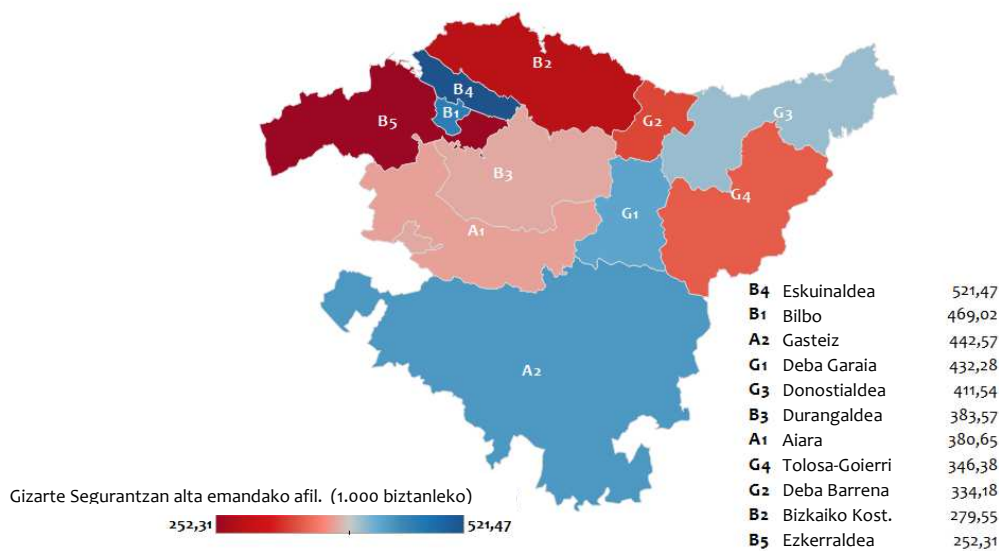 B2
B4
B1
B5
G2
G3
B3
G4
G1
A1
A2
B4 Eskuinaldea 521,47
B1 Bilbo 469,02
A2 Gasteiz 442,57
G1 Deba Garaia 432,28
G3 Donostialdea 411,54
B3 Durangaldea 383,57
A1 Aiara 380,65
G4 Tolosa-Goierri 346,38
G2 Deba Barrena 334,18
B2 Bizkaiko Kost. 279,55
B5 Ezkerraldea 252,31
Gizarte Segurantzan alta emandako afil. (1.000 biztanleko)
252,31 521,47